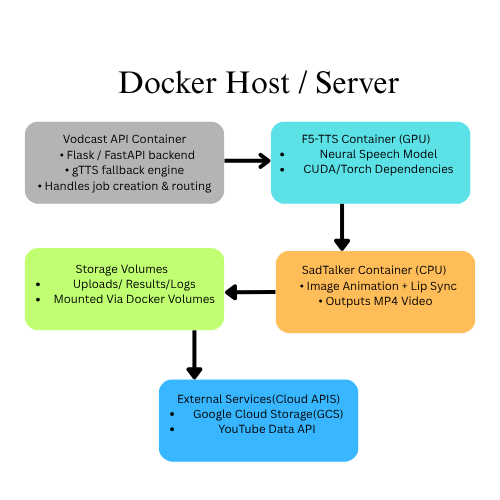 Docker Host / Server
Vodcast API Container
• Flask / FastAPI backend
• gTTS fallback engine
• Handles job creation & routing
F5-TTS Container (GPU)
• Neural Speech Model
• CUDA/Torch Dependencies
SadTalker Container (CPU)
• Image Animation + Lip Sync
• Outputs MP4 Video
Storage Volumes
• Uploads/ Results/Logs
• Mounted Via Docker Volumes
External Services(Cloud APIS)
• Google Cloud Storage(GCS)
• YouTube Data API